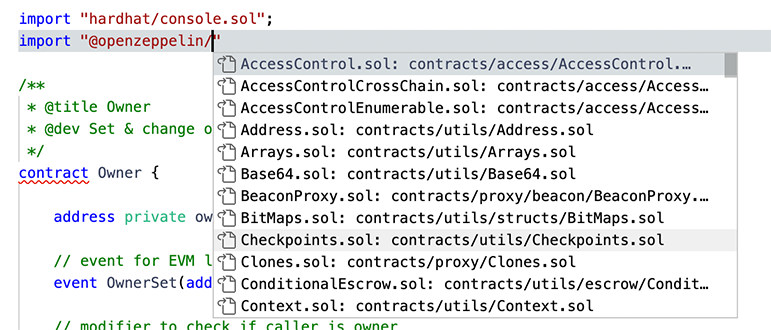 import "hardhat/console.sol";
import "@openzeppelin/"
AccessControl.sol: contracts/access/AccessControl.…
AccessControlCrossChain.sol: contracts/access/Access…
/**
AccessControlEnumerable.sol: contracts/access/Access…
* @title Owner
Address.sol: contracts/utils/Address.sol
* @dev Set & change o
Arrays.sol: contracts/utils/Arrays.sol
*/
Base64.sol: contracts/utils/Base64.sol
contract Owner {
BeaconProxy.sol: contracts/proxy/beacon/BeaconProxy.…
address private ow
BitMaps.sol: contracts/utils/structs/BitMaps.sol
Checkpoints.sol: contracts/utils/Checkpoints.sol
// event for EVM l
Clones.sol: contracts/proxy/Clones.sol
event OwnerSet(add
ConditionalEscrow.sol: contracts/utils/escrow/Condit…
Context.sol: contracts/utils/Context.sol
// modifier to check if caller is owner